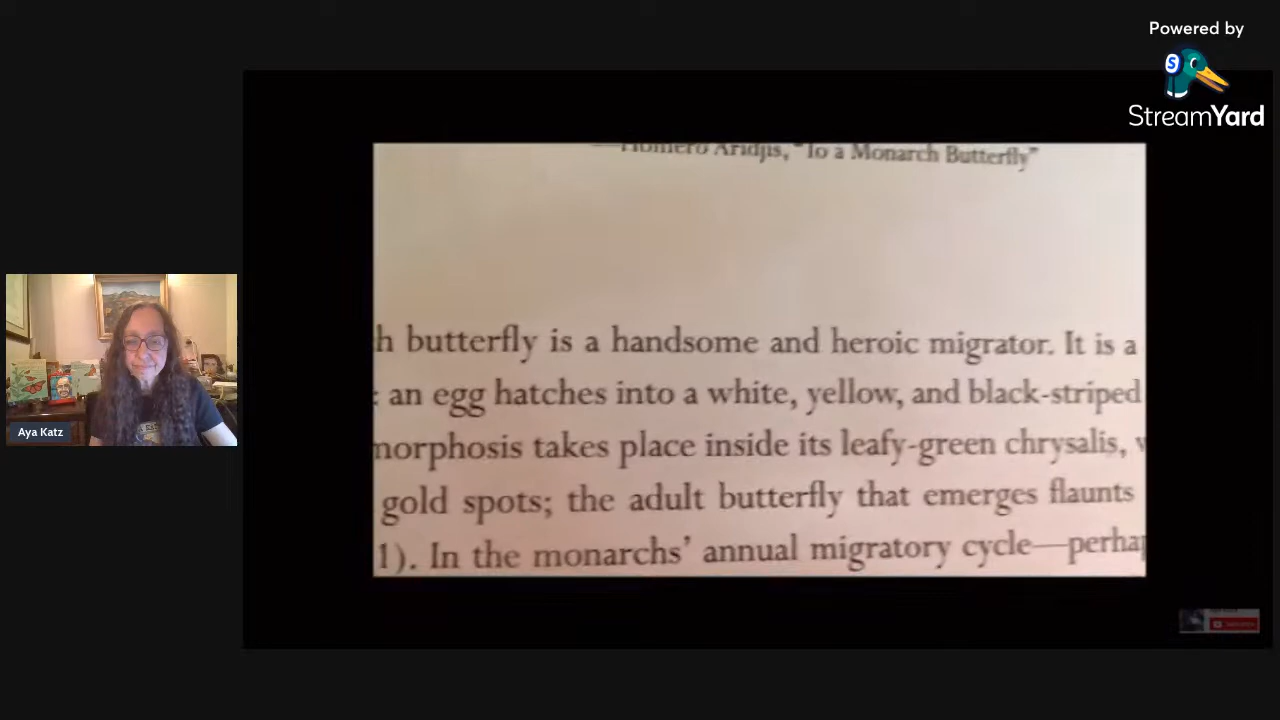 Powered by
StreamYard
Homero Aridjis, "To a Monarch Butterfly"
h butterfly is a handsome and heroic migrator. It is a
: an egg hatches into a white, yellow, and black-striped
morphosis takes place inside its leafy-green chrysalis,
gold spots; the adult butterfly that emerges flaunts
1). In the monarchs' annual migratory cycle—perhap
Aya Katz